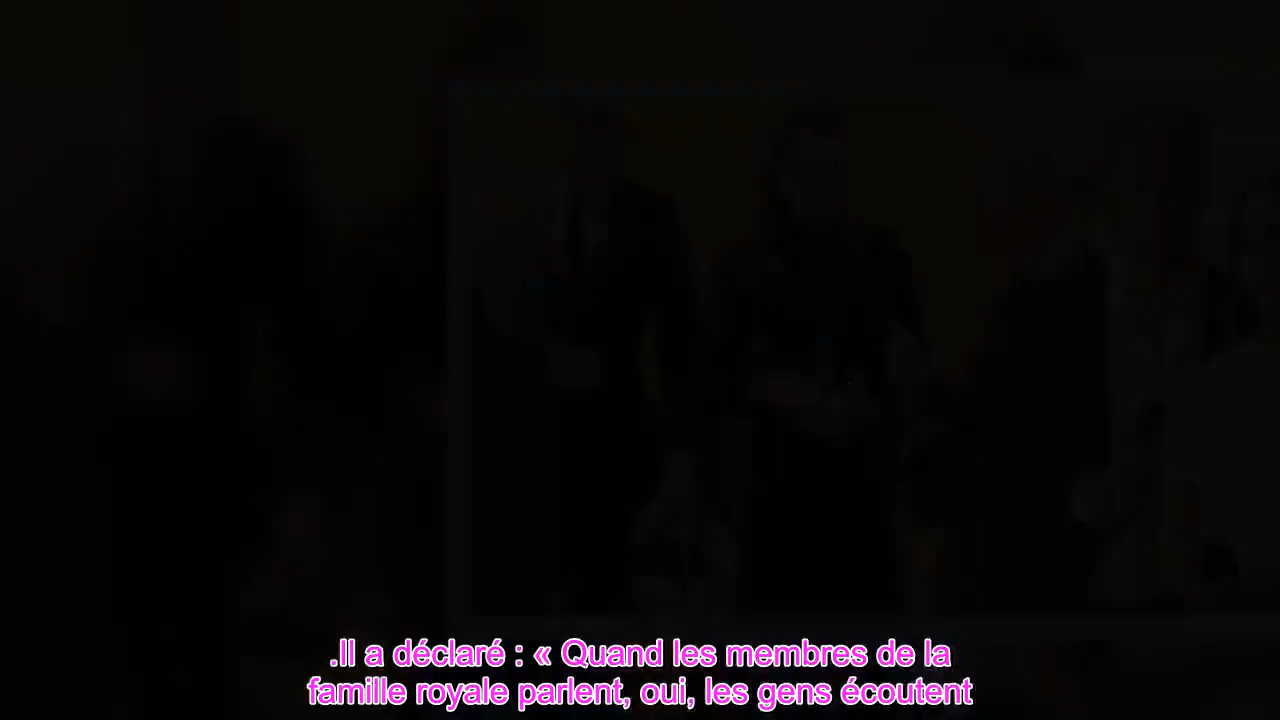 .Il a déclaré : « Quand les membres de la
famille royale parlent, oui, les gens écoutent